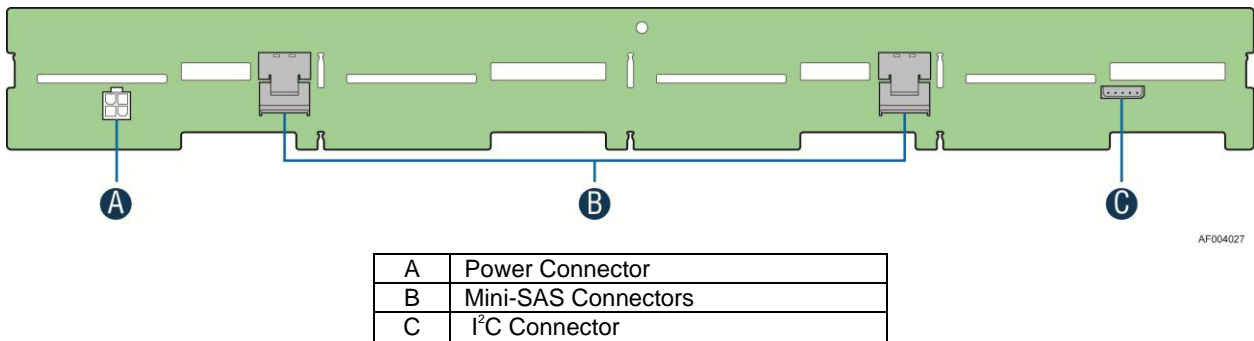 A B C
AF004027
A Power Connector
B Mini-SAS Connectors
C I²C Connector